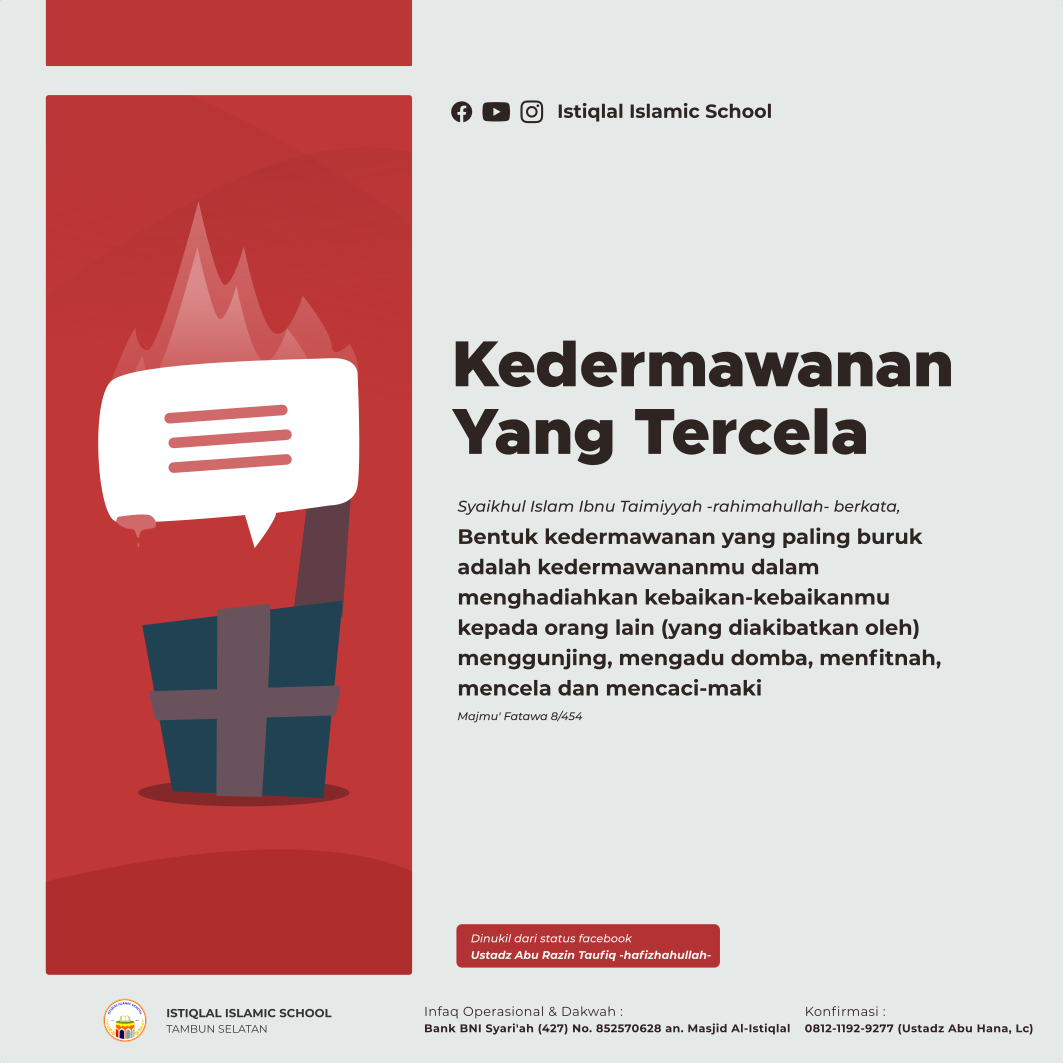 Istiqlal Islamic School
Kedermawanan
Yang Tercela
Syaikhul Islam Ibnu Taimiyyah -rahimahullah- berkata,
Bentuk kedermawanan yang paling buruk
adalah kedermawananmu dalam
menghadiahkan kebaikan-kebaikanmu
kepada orang lain (yang diakibatkan oleh)
menggunjing, mengadu domba, menfitnah,
mencela dan mencaci-maki
Majmu' Fatawa 8/454
Dinukil dari status facebook
Ustadz Abu Razin Taufiq -hafizhahullah-
ISTIQLAL ISLAMIC SCHOOL
TAMBUN SELATAN
Infaq Operasional & Dakwah :
Bank BNI Syari'ah (427) No. 852570628 an. Masjid Al-Istiqlal
Konfirmasi :
0812-1192-9277 (Ustadz Abu Hana, Lc)